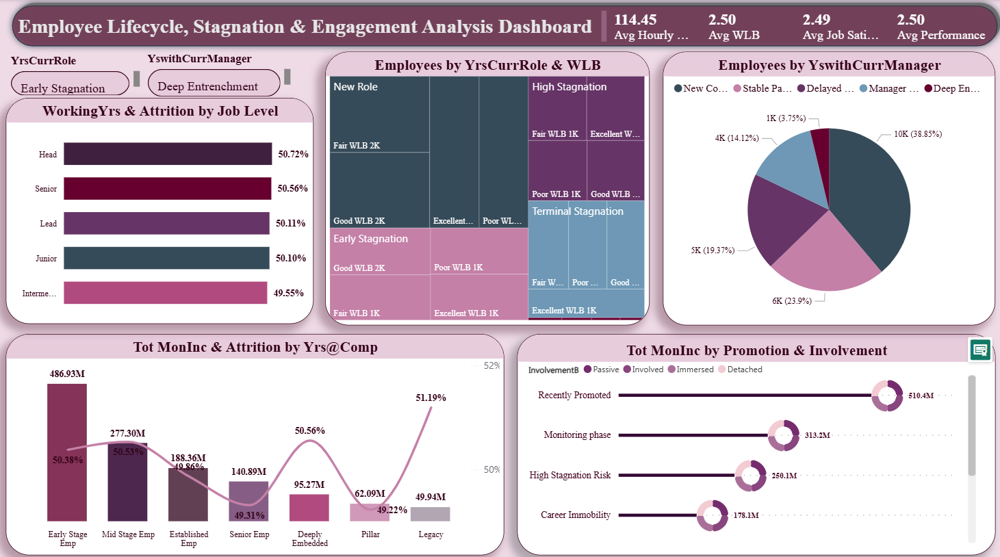 Employee Lifecycle, Stagnation & Engagement Analysis Dashboard
114.45
Avg Hourly ...
2.50
Avg WLB
2.49
Avg Job Sati...
2.50
Avg Performance
YrsCurrRole
Early Stagnation
YswithCurrManager
Deep Entrenchment
WorkingYrs & Attrition by Job Level
Head 50.72%
Senior 50.56%
Lead 50.11%
Junior 50.10%
Interme... 49.55%
Employees by YrsCurrRole & WLB
New Role
Fair WLB 2K
Good WLB 2K
Excellent...
Poor WL...
Early Stagnation
Good WLB 2K
Poor WLB 1K
Fair WLB 1K
Excellent WLB 1K
High Stagnation
Fair WLB 1K
Excellent W...
Poor WLB 1K
Good WLB ...
Terminal Stagnation
Fair W...
Poor ...
Good ...
Excellent WLB 1K
Employees by YswithCurrManager
New Co... Stable Pa... Delayed ... Manager ... Deep En...
1K (3.75%)
10K (38.85%)
4K (14.12%)
5K (19.37%)
6K (23.9%)
Tot MonInc & Attrition by Yrs@Comp
52%
50%
486.93M
50.38%
277.30M
50.53%
188.36M
49.86%
140.89M
49.31%
50.56%
95.27M
62.09M
49.22%
51.19%
49.94M
Early Stage Emp
Mid Stage Emp
Established Emp
Senior Emp
Deeply Embedded
Pillar
Legacy
Tot MonInc by Promotion & Involvement
InvolvementB Passive Involved Immersed Detached
Recently Promoted 510.4M
Monitoring phase 313.2M
High Stagnation Risk 250.1M
Career Immobility 178.1M